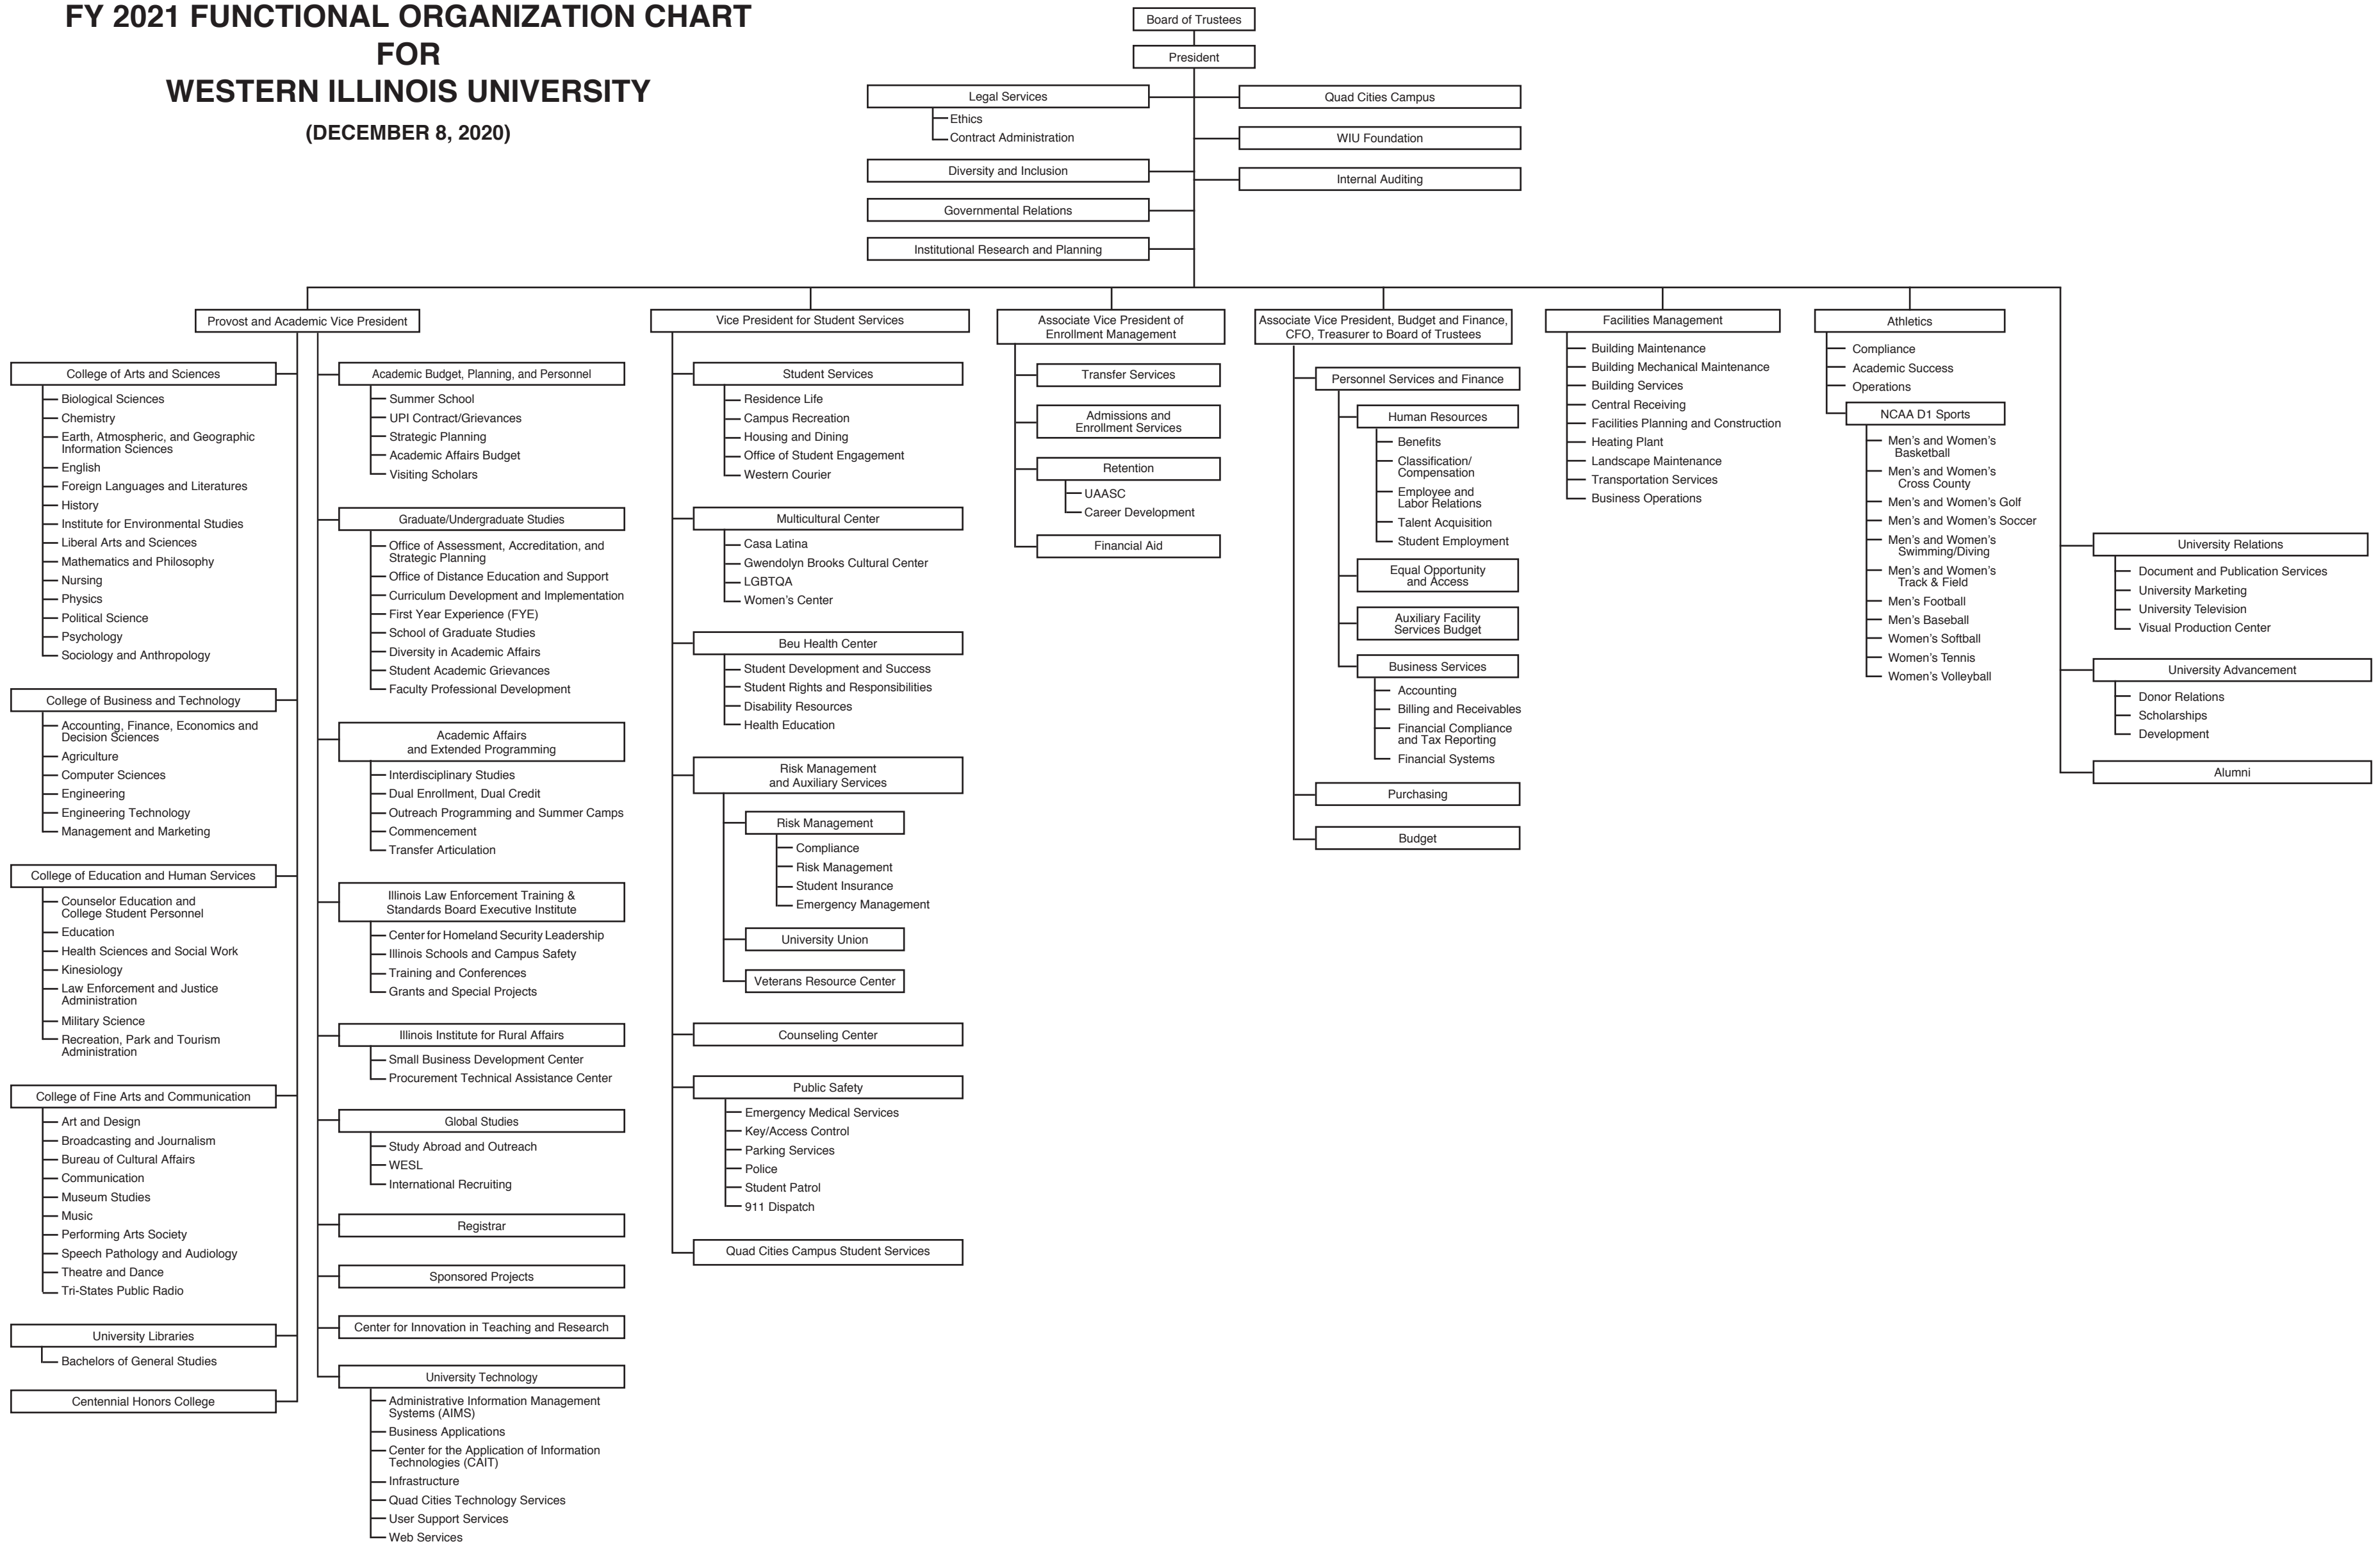 FY 2021 FUNCTIONAL ORGANIZATION CHART
FOR
WESTERN ILLINOIS UNIVERSITY
(DECEMBER 8, 2020)
Board of Trustees
President
Legal Services
Ethics
Contract Administration
Diversity and Inclusion
Governmental Relations
Institutional Research and Planning
Quad Cities Campus
WIU Foundation
Internal Auditing
Provost and Academic Vice President
College of Arts and Sciences
Biological Sciences
Chemistry
Earth, Atmospheric, and Geographic
Information Sciences
English
Foreign Languages and Literatures
History
Institute for Environmental Studies
Liberal Arts and Sciences
Mathematics and Philosophy
Nursing
Physics
Political Science
Psychology
Sociology and Anthropology
College of Business and Technology
Accounting, Finance, Economics and
Decision Sciences
Agriculture
Computer Sciences
Engineering
Engineering Technology
Management and Marketing
College of Education and Human Services
Counselor Education and
College Student Personnel
Education
Health Sciences and Social Work
Kinesiology
Law Enforcement and Justice
Administration
Military Science
Recreation, Park and Tourism
Administration
College of Fine Arts and Communication
Art and Design
Broadcasting and Journalism
Bureau of Cultural Affairs
Communication
Museum Studies
Music
Performing Arts Society
Speech Pathology and Audiology
Theatre and Dance
Tri-States Public Radio
University Libraries
Bachelors of General Studies
Centennial Honors College
Academic Budget, Planning, and Personnel
Summer School
UPI Contract/Grievances
Strategic Planning
Academic Affairs Budget
Visiting Scholars
Graduate/Undergraduate Studies
Office of Assessment, Accreditation, and
Strategic Planning
Office of Distance Education and Support
Curriculum Development and Implementation
First Year Experience (FYE)
School of Graduate Studies
Diversity in Academic Affairs
Student Academic Grievances
Faculty Professional Development
Academic Affairs
and Extended Programming
Interdisciplinary Studies
Dual Enrollment, Dual Credit
Outreach Programming and Summer Camps
Commencement
Transfer Articulation
Illinois Law Enforcement Training &
Standards Board Executive Institute
Center for Homeland Security Leadership
Illinois Schools and Campus Safety
Training and Conferences
Grants and Special Projects
Illinois Institute for Rural Affairs
Small Business Development Center
Procurement Technical Assistance Center
Global Studies
Study Abroad and Outreach
WESL
International Recruiting
Registrar
Sponsored Projects
Center for Innovation in Teaching and Research
University Technology
Administrative Information Management
Systems (AIMS)
Business Applications
Center for the Application of Information
Technologies (CAIT)
Infrastructure
Quad Cities Technology Services
User Support Services
Web Services
Vice President for Student Services
Student Services
Residence Life
Campus Recreation
Housing and Dining
Office of Student Engagement
Western Courier
Multicultural Center
Casa Latina
Gwendolyn Brooks Cultural Center
LGBTQA
Women's Center
Beu Health Center
Student Development and Success
Student Rights and Responsibilities
Disability Resources
Health Education
Risk Management
and Auxiliary Services
Risk Management
Compliance
Risk Management
Student Insurance
Emergency Management
University Union
Veterans Resource Center
Counseling Center
Public Safety
Emergency Medical Services
Key/Access Control
Parking Services
Police
Student Patrol
911 Dispatch
Quad Cities Campus Student Services
Associate Vice President of
Enrollment Management
Transfer Services
Admissions and
Enrollment Services
Retention
UAASC
Career Development
Financial Aid
Associate Vice President, Budget and Finance,
CFO, Treasurer to Board of Trustees
Personnel Services and Finance
Human Resources
Benefits
Classification/
Compensation
Employee and
Labor Relations
Talent Acquisition
Student Employment
Equal Opportunity
and Access
Auxiliary Facility
Services Budget
Business Services
Accounting
Billing and Receivables
Financial Compliance
and Tax Reporting
Financial Systems
Purchasing
Budget
Facilities Management
Building Maintenance
Building Mechanical Maintenance
Building Services
Central Receiving
Facilities Planning and Construction
Heating Plant
Landscape Maintenance
Transportation Services
Business Operations
Athletics
Compliance
Academic Success
Operations
NCAA D1 Sports
Men's and Women's
Basketball
Men's and Women's
Cross County
Men's and Women's Golf
Men's and Women's Soccer
Men's and Women's
Swimming/Diving
Men's and Women's
Track & Field
Men's Football
Men's Baseball
Women's Softball
Women's Tennis
Women's Volleyball
University Relations
Document and Publication Services
University Marketing
University Television
Visual Production Center
University Advancement
Donor Relations
Scholarships
Development
Alumni